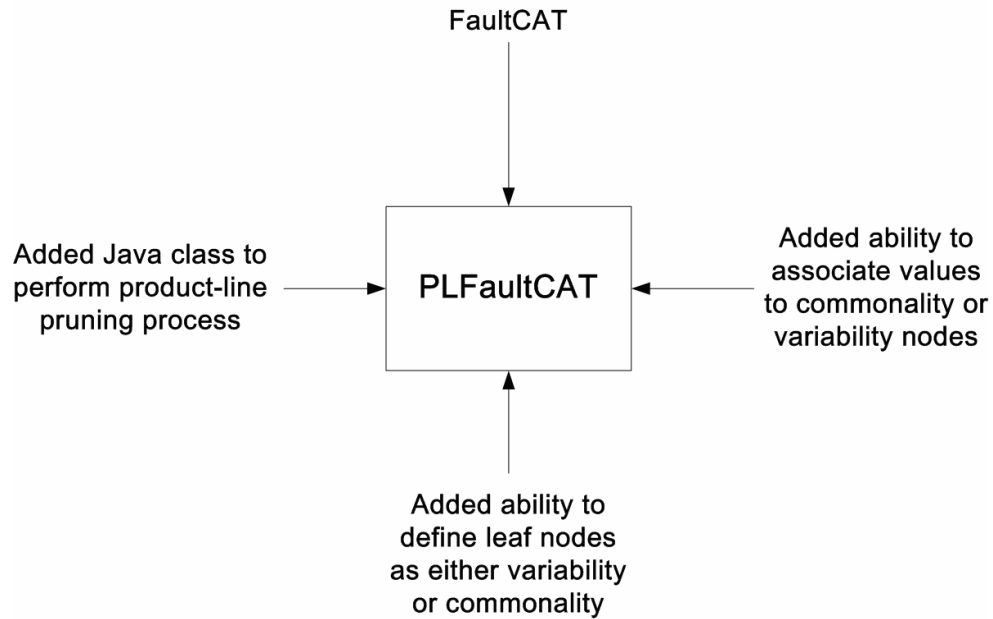 FaultCAT
Added Java class to
perform product-line
pruning process
PLFaultCAT
Added ability to
associate values
to commonality or
variability nodes
Added ability to
define leaf nodes
as either variability
or commonality